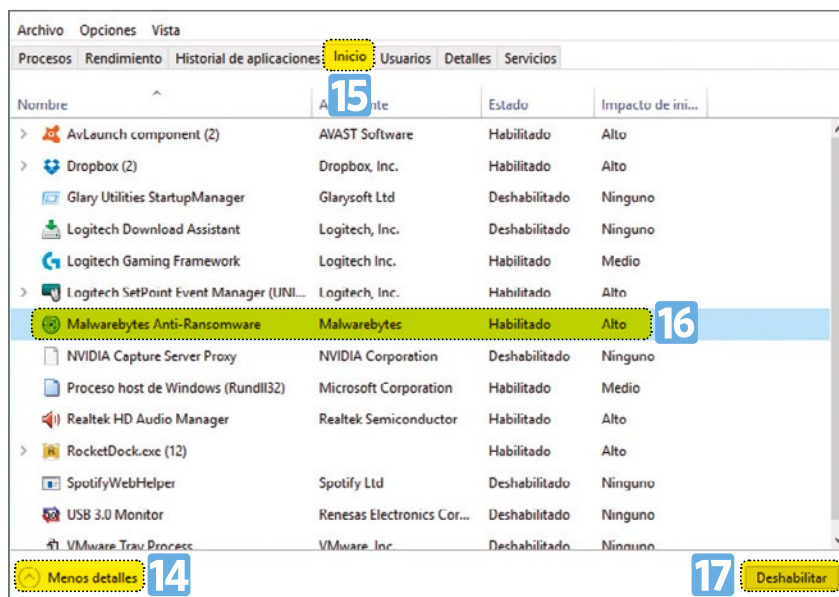 Archivo Opciones Vista
Procesos Rendimiento Historial de aplicaciones Inicio Usuarios Detalles Servicios
15
Nombre Estado Impacto de ini...
AvLaunch component (2) AVAST Software Habilitado Alto
Dropbox (2) Dropbox, Inc. Habilitado Alto
Glary Utilities StartupManager Glarysoft Ltd Deshabilitado Ninguno
Logitech Download Assistant Logitech, Inc. Deshabilitado Ninguno
Logitech Gaming Framework Logitech Inc. Habilitado Medio
Logitech SetPoint Event Manager (UNI... Logitech, Inc. Habilitado Alto
Malwarebytes Anti-Ransomware Malwarebytes Habilitado Alto 16
NVIDIA Capture Server Proxy NVIDIA Corporation Deshabilitado Ninguno
Proceso host de Windows (Rundll32) Microsoft Corporation Habilitado Medio
Realtek HD Audio Manager Realtek Semiconductor Habilitado Alto
RocketDock.exe (12) Habilitado Alto
SpotifyWebHelper Spotify Ltd Deshabilitado Ninguno
USB 3.0 Monitor Renesas Electronics Cor... Deshabilitado Ninguno
VMware Tray Process VMware, Inc. Deshabilitado Ninguno
Menos detalles 14 17 Deshabilitar